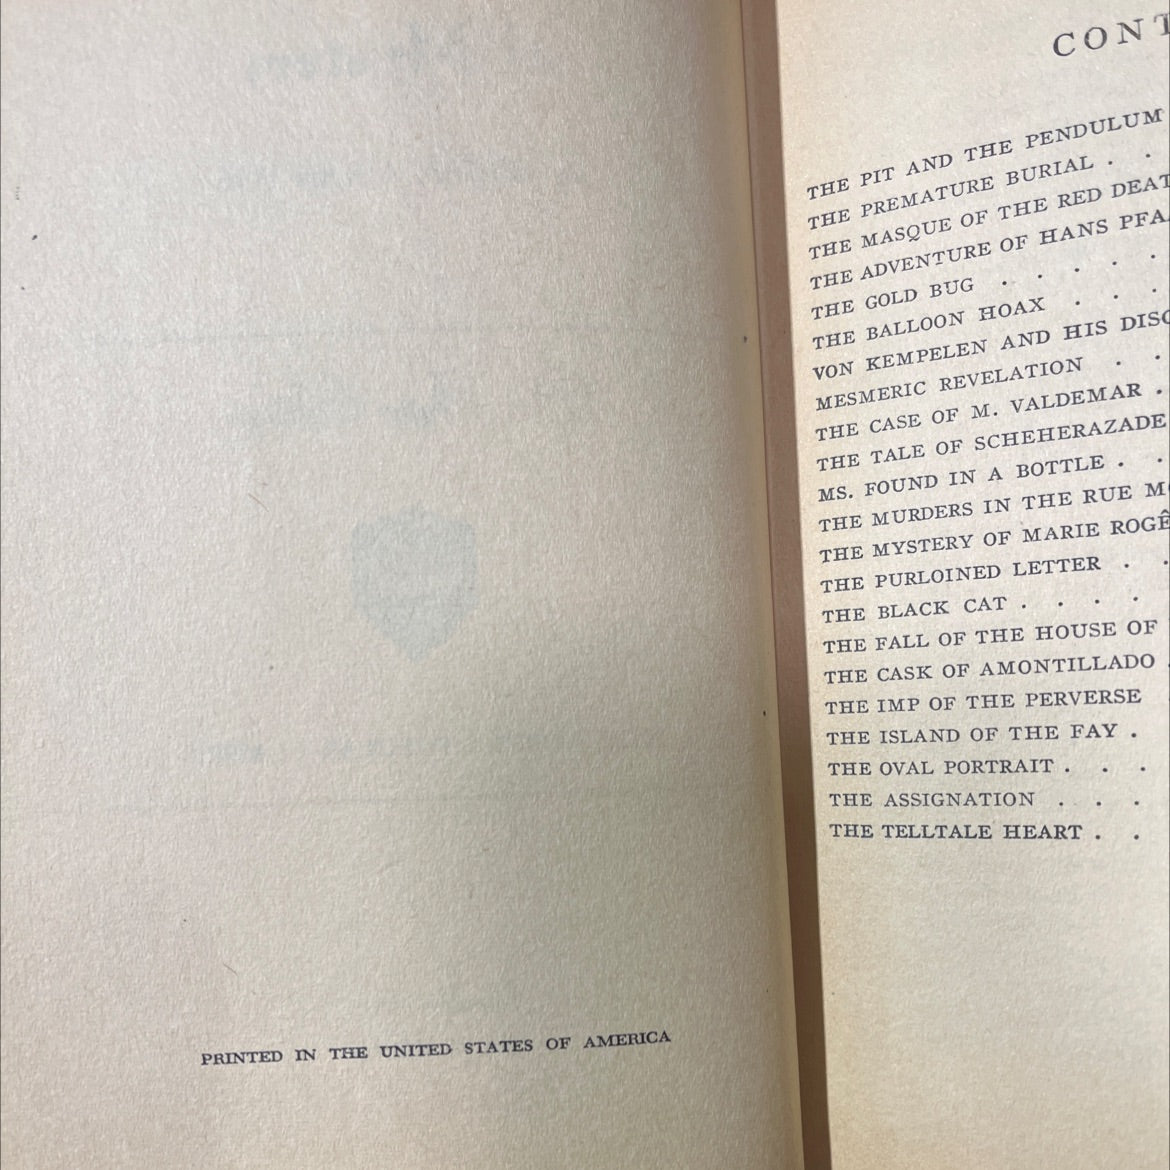 PRINTED IN THE UNITED STATES OF AMERICA
CONT
THE PIT AND THE PENDULUM
THE PREMATURE BURIAL . .
THE MASQUE OF THE RED DEAT
THE ADVENTURE OF HANS PFAA
THE GOLD BUG . . . . .
THE BALLOON HOAX . . .
VON KEMPELEN AND HIS DISC
MESMERIC REVELATION . .
THE CASE OF M. VALDEMAR .
THE TALE OF SCHEHERAZADE
MS. FOUND IN A BOTTLE . .
THE MURDERS IN THE RUE MO
THE MYSTERY OF MARIE ROGÊ
THE PURLOINED LETTER . .
THE BLACK CAT . . . .
THE FALL OF THE HOUSE OF
THE CASK OF AMONTILLADO .
THE IMP OF THE PERVERSE
THE ISLAND OF THE FAY .
THE OVAL PORTRAIT . . .
THE ASSIGNATION . . .
THE TELLTALE HEART . .